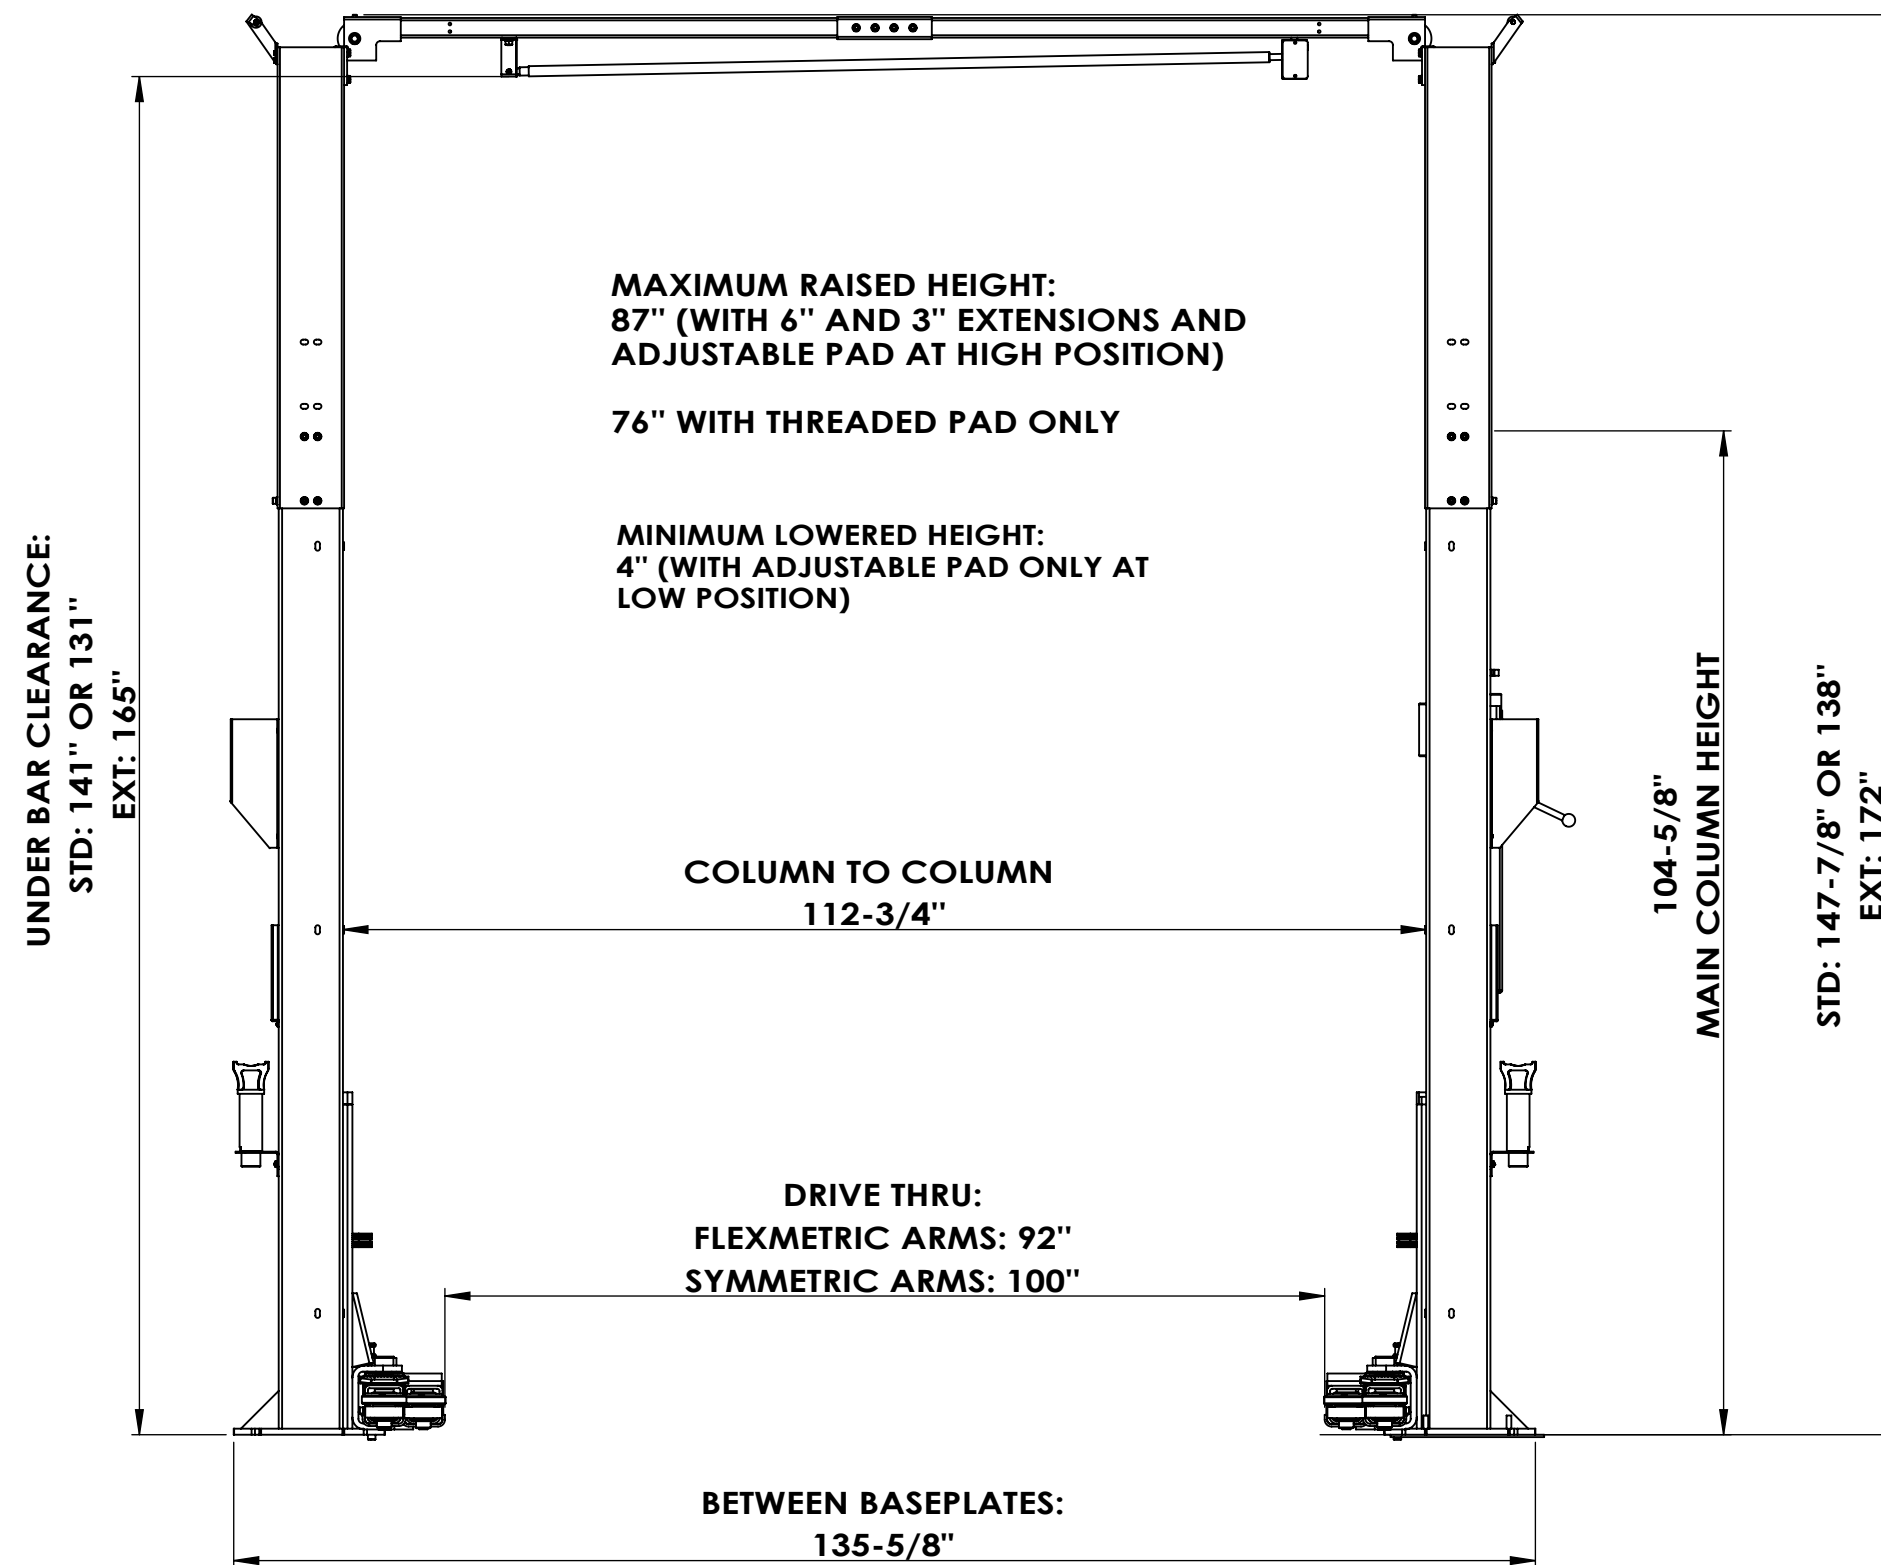 MAXIMUM RAISED HEIGHT:
87" (WITH 6" AND 3" EXTENSIONS AND
ADJUSTABLE PAD AT HIGH POSITION)
76" WITH THREADED PAD ONLY
MINIMUM LOWERED HEIGHT:
4" (WITH ADJUSTABLE PAD ONLY AT
LOW POSITION)
UNDER BAR CLEARANCE:
STD: 141" OR 131"
EXT: 165"
COLUMN TO COLUMN
112-3/4"
104-5/8"
MAIN COLUMN HEIGHT
STD: 147-7/8" OR 138"
EXT: 172"
DRIVE THRU:
FLEXMETRIC ARMS: 92"
SYMMETRIC ARMS: 100"
BETWEEN BASEPLATES:
135-5/8"